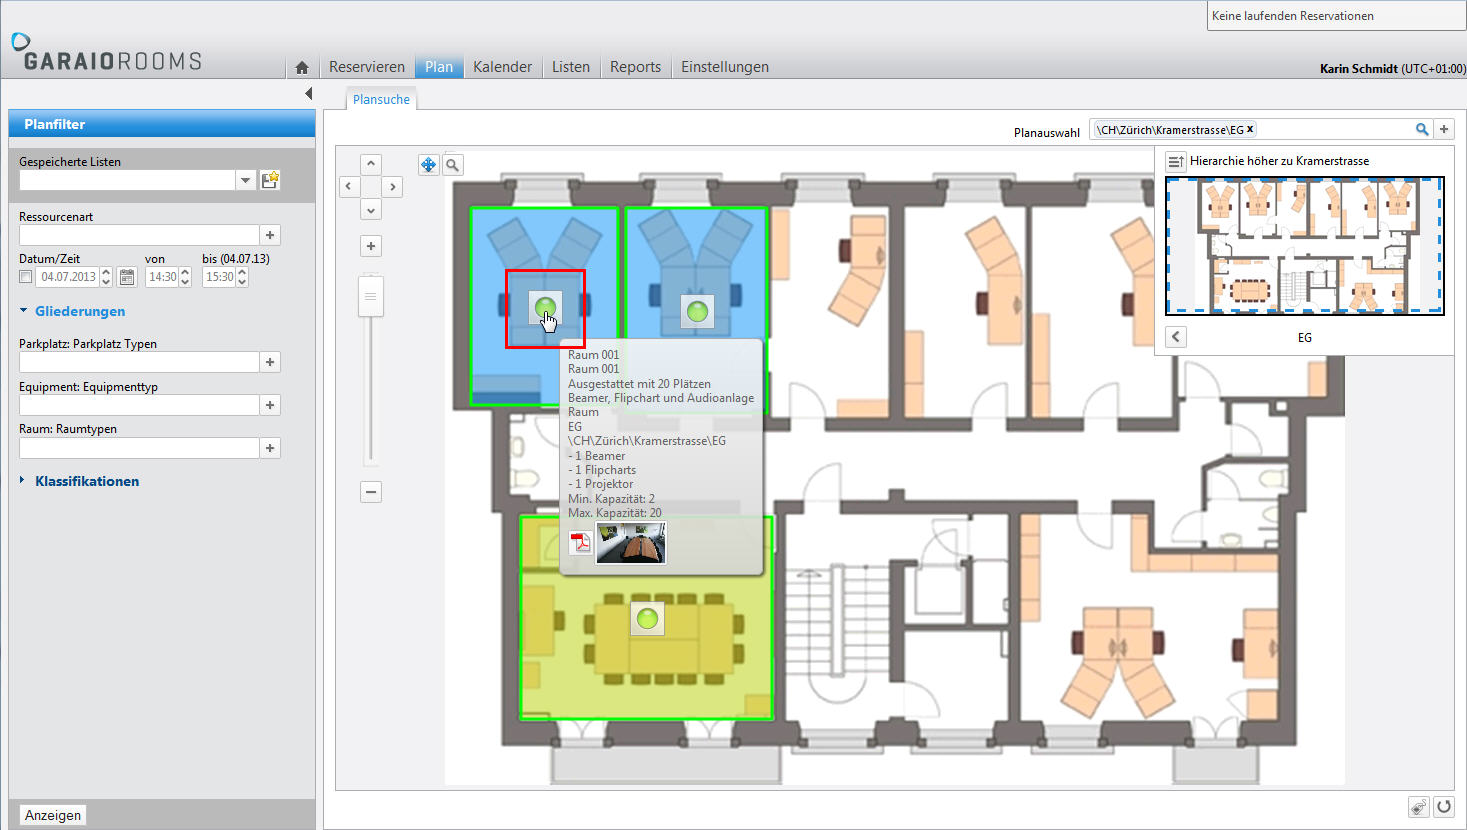 Keine laufenden Reservationen
GARAIOROOMS
Reservieren
Plan
Kalender
Listen
Reports
Einstellungen
Karin Schmidt (UTC+01:00)
Planfilter
Gespeicherte Listen
Ressourcenart
Datum/Zeit von bis (04.07.13)
04.07.2013 14:30 15:30
Gliederungen
Parkplatz: Parkplatz Typen
Equipment: Equipmenttyp
Raum: Raumtypen
Klassifikationen
Anzeigen
Plansuche
Planauswahl \CH\Zürich\Kramerstrasse\EG x
Hierarchie höher zu Kramerstrasse
EG
Raum 001
Raum 001
Ausgestattet mit 20 Plätzen
Beamer, Flipchart und Audioanlage
Raum
EG
\CH\Zürich\Kramerstrasse\EG
- 1 Beamer
- 1 Flipcharts
- 1 Projektor
Min. Kapazität: 2
Max. Kapazität: 20